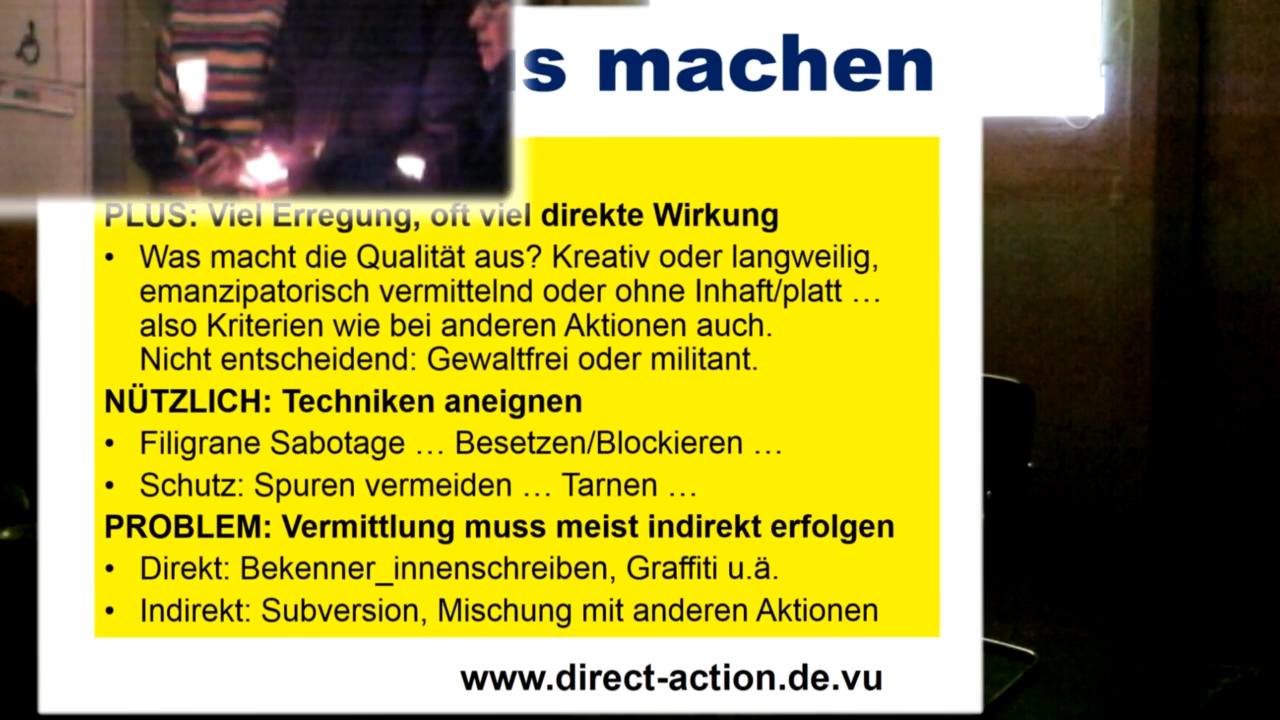 s machen
PLUS: Viel Erregung, oft viel direkte Wirkung
• Was macht die Qualität aus? Kreativ oder langweilig,
emanzipatorisch vermittelnd oder ohne Inhaft/platt …
also Kriterien wie bei anderen Aktionen auch.
Nicht entscheidend: Gewaltfrei oder militant.
NÜTZLICH: Techniken aneignen
• Filigrane Sabotage … Besetzen/Blockieren …
• Schutz: Spuren vermeiden … Tarnen …
PROBLEM: Vermittlung muss meist indirekt erfolgen
• Direkt: Bekenner_innenschreiben, Graffiti u.ä.
• Indirekt: Subversion, Mischung mit anderen Aktionen
www.direct-action.de.vu